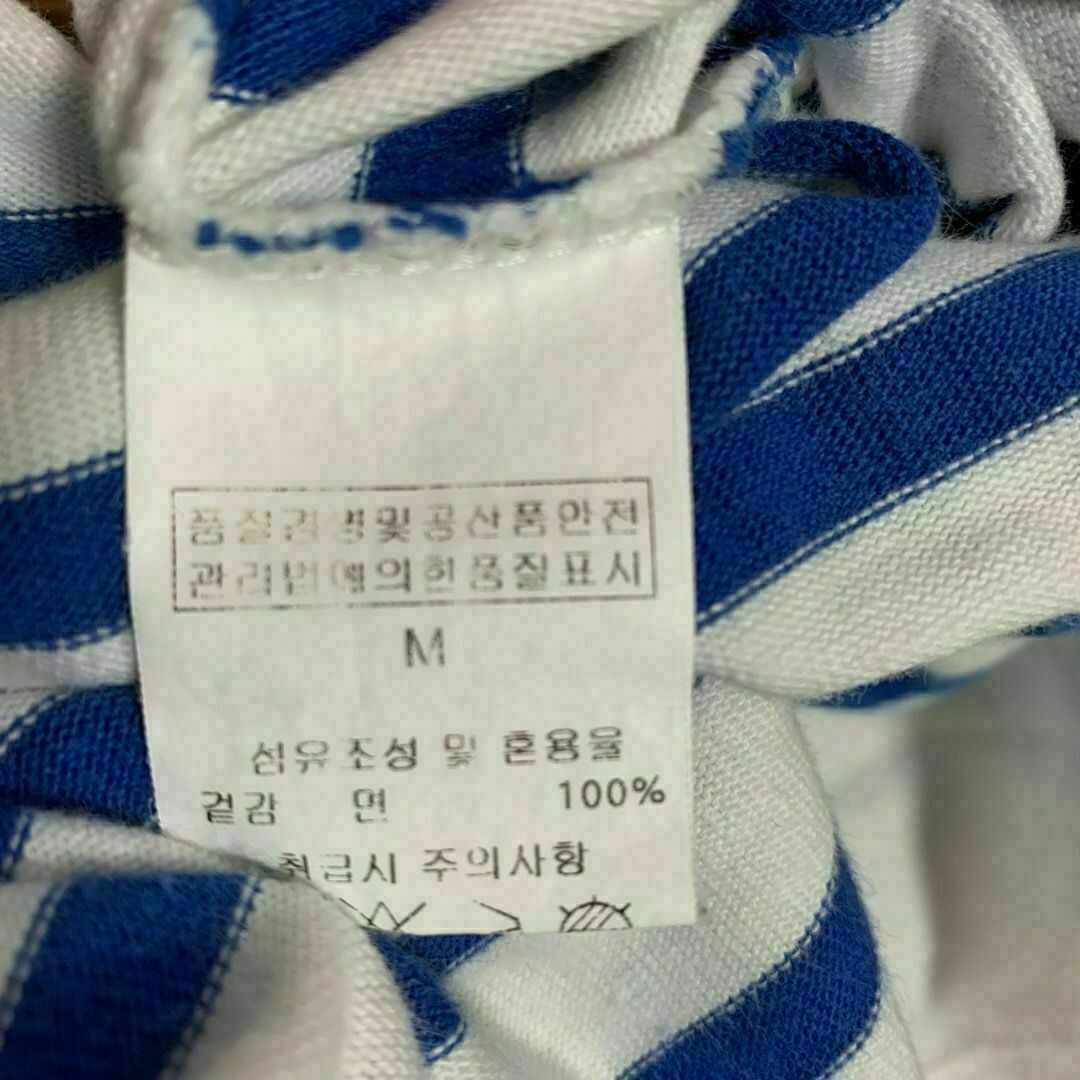 품질경영및공산품안전
관리법에의한품질표시
M
섬유조성 및 혼용율
겉감 면 100%
취급시 주의사항